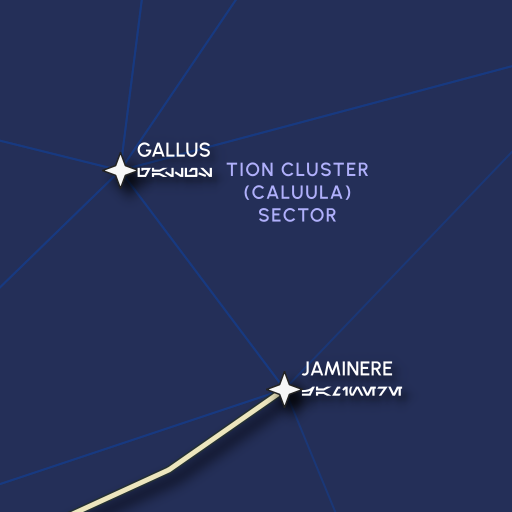 GALLUS
TION CLUSTER
(CALUULA)
SECTOR
JAMINERE